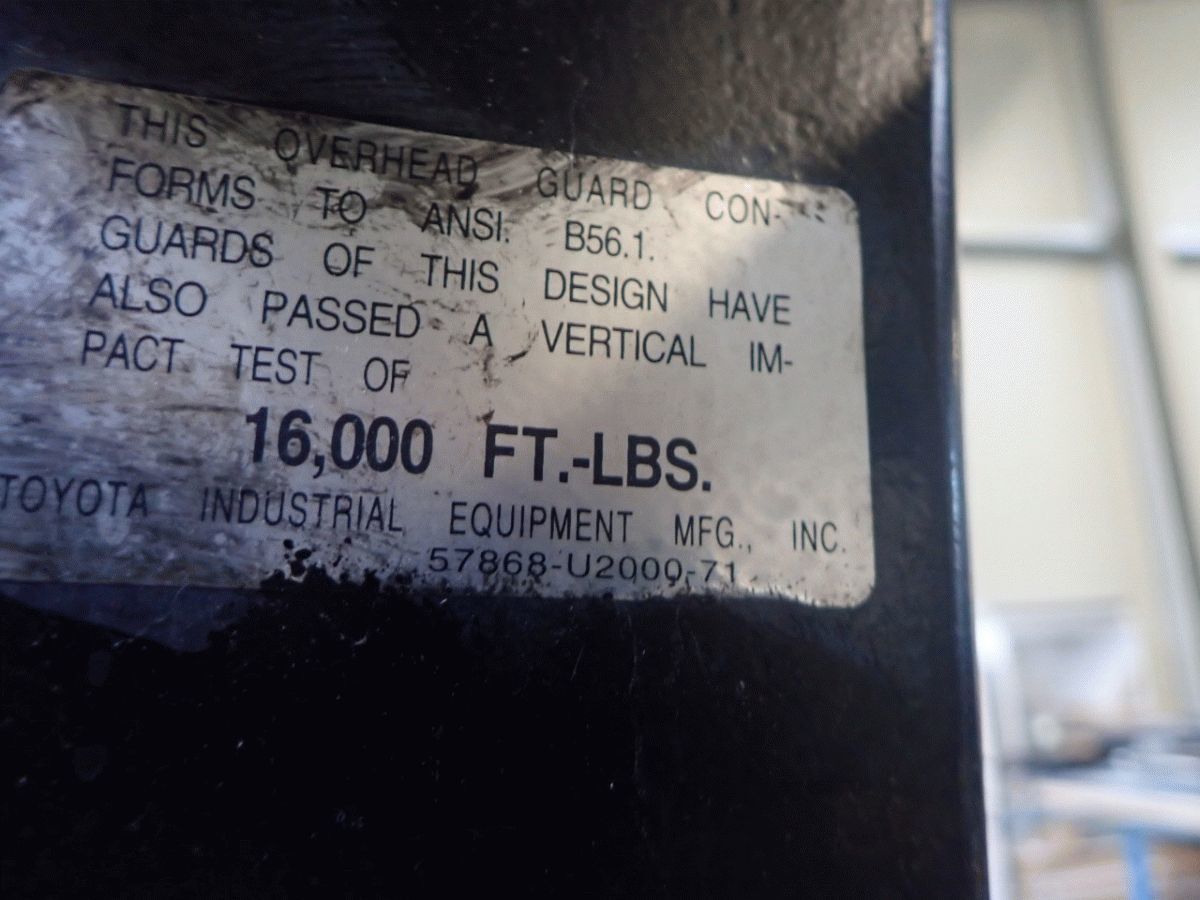 THIS OVERHEAD GUARD CON-
FORMS TO ANSI. B56.1.
GUARDS OF THIS DESIGN HAVE
ALSO PASSED A VERTICAL IM-
PACT TEST OF
16,000 FT.-LBS.
TOYOTA INDUSTRIAL EQUIPMENT MFG., INC.
57868-U2000-71